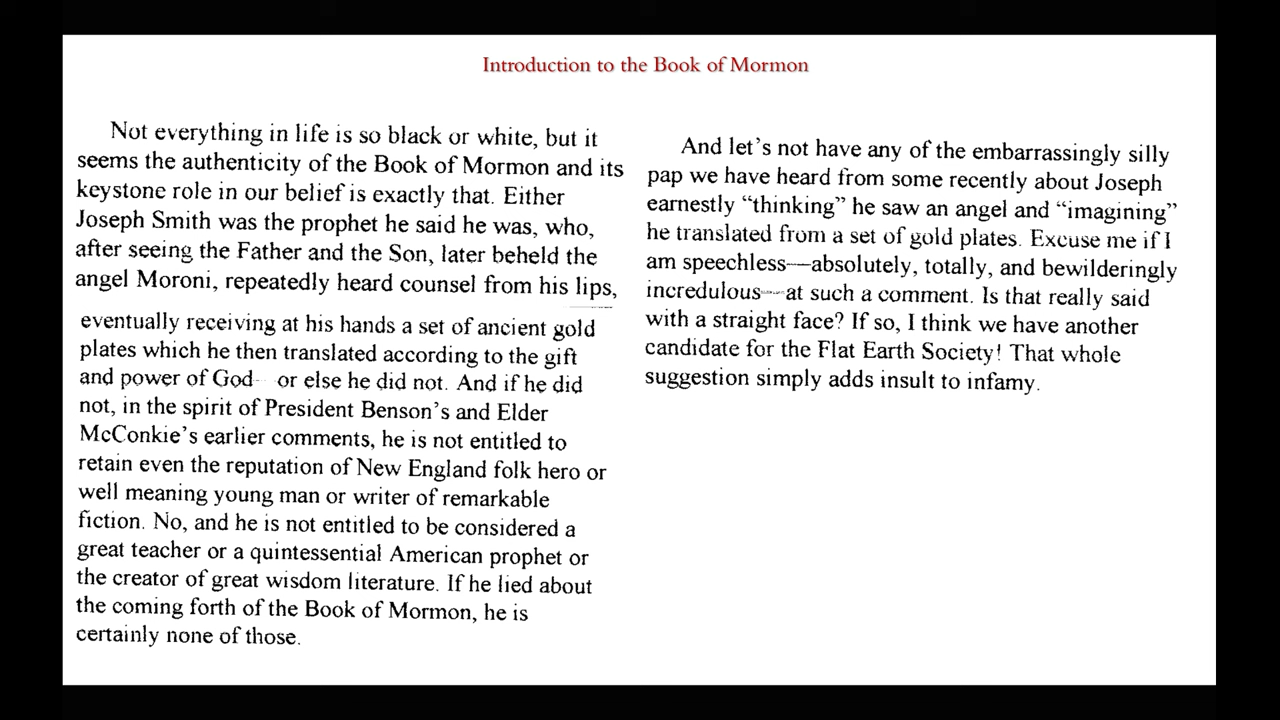 Introduction to the Book of Mormon
Not everything in life is so black or white, but it
seems the authenticity of the Book of Mormon and its
keystone role in our belief is exactly that. Either
Joseph Smith was the prophet he said he was, who,
after seeing the Father and the Son, later beheld the
angel Moroni, repeatedly heard counsel from his lips,
eventually receiving at his hands a set of ancient gold
plates which he then translated according to the gift
and power of God or else he did not. And if he did
not, in the spirit of President Benson's and Elder
McConkie's earlier comments, he is not entitled to
retain even the reputation of New England folk hero or
well meaning young man or writer of remarkable
fiction. No, and he is not entitled to be considered a
great teacher or a quintessential American prophet or
the creator of great wisdom literature. If he lied about
the coming forth of the Book of Mormon, he is
certainly none of those.
And let's not have any of the embarrassingly silly
pap we have heard from some recently about Joseph
earnestly “thinking” he saw an angel and “imagining”
he translated from a set of gold plates. Excuse me if I
am speechless—absolutely, totally, and bewilderingly
incredulous—at such a comment. Is that really said
with a straight face? If so, I think we have another
candidate for the Flat Earth Society! That whole
suggestion simply adds insult to infamy.